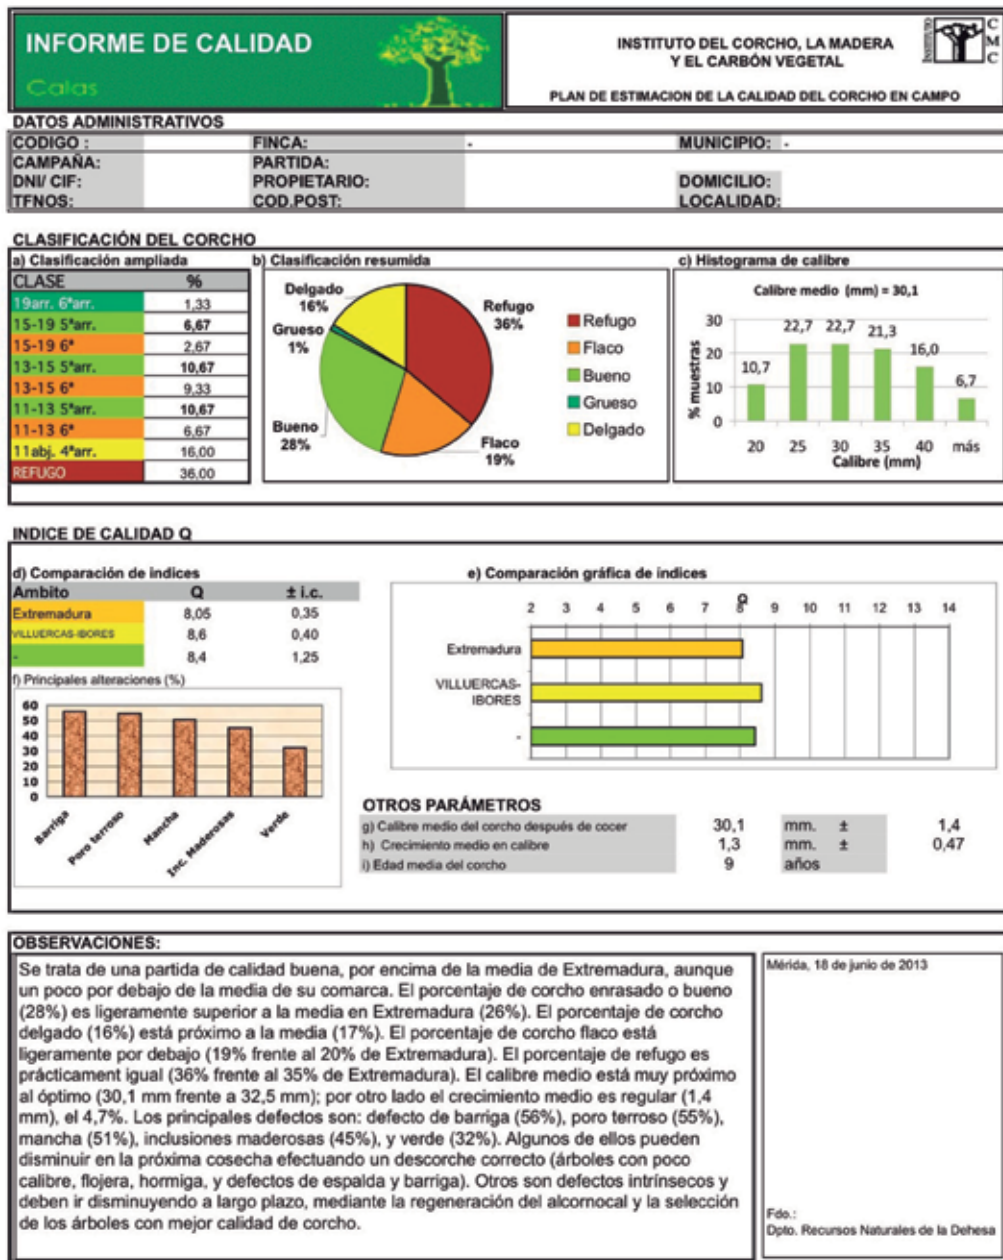 INFORME DE CALIDAD
Calas
INSTITUTO DEL CORCHO, LA MADERA
Y EL CARBÓN VEGETAL
PLAN DE ESTIMACION DE LA CALIDAD DEL CORCHO EN CAMPO
INSTITUTO
C
M
C
DATOS ADMINISTRATIVOS
CODIGO : FINCA: - MUNICIPIO: -
CAMPAÑA: PARTIDA:
DNI/ CIF: PROPIETARIO: DOMICILIO:
TFNOS: COD.POST: LOCALIDAD:
CLASIFICACIÓN DEL CORCHO
a) Clasificación ampliada
CLASE %
19arr. 6ªarr. 1,33
15-19 5ªarr. 6,67
15-19 6ª 2,67
13-15 5ªarr. 10,67
13-15 6ª 9,33
11-13 5ªarr. 10,67
11-13 6ª 6,67
11abj. 4ªarr. 16,00
REFUGO 36,00
b) Clasificación resumida
Delgado
16%
Grueso
1%
Bueno
28%
Refugo
36%
Flaco
19%
Refugo
Flaco
Bueno
Grueso
Delgado
c) Histograma de calibre
Calibre medio (mm) = 30,1
% muestras
30
20
10
0
10,7 22,7 22,7 21,3 16,0 6,7
20 25 30 35 40 más
Calibre (mm)
INDICE DE CALIDAD Q
d) Comparación de indices
Ambito Q ± i.c.
Extremadura 8,05 0,35
VILLUERCAS-IBORES 8,6 0,40
- 8,4 1,25
e) Comparación gráfica de índices
Q
2 3 4 5 6 7 8 9 10 11 12 13 14
Extremadura
VILLUERCAS-
IBORES
-
f) Principales alteraciones (%)
60
50
40
30
20
10
0
Barriga Poro terroso Mancha Inc. Maderosas Verde
OTROS PARÁMETROS
g) Calibre medio del corcho después de cocer 30,1 mm. ± 1,4
h) Crecimiento medio en calibre 1,3 mm. ± 0,47
i) Edad media del corcho 9 años
OBSERVACIONES:
Se trata de una partida de calidad buena, por encima de la media de Extremadura, aunque
un poco por debajo de la media de su comarca. El porcentaje de corcho enrasado o bueno
(28%) es ligeramente superior a la media en Extremadura (26%). El porcentaje de corcho
delgado (16%) está próximo a la media (17%). El porcentaje de corcho flaco está
ligeramente por debajo (19% frente al 20% de Extremadura). El porcentaje de refugo es
prácticament igual (36% frente al 35% de Extremadura). El calibre medio está muy próximo
al óptimo (30,1 mm frente a 32,5 mm); por otro lado el crecimiento medio es regular (1,4
mm), el 4,7%. Los principales defectos son: defecto de barriga (56%), poro terroso (55%),
mancha (51%), inclusiones maderosas (45%), y verde (32%). Algunos de ellos pueden
disminuir en la próxima cosecha efectuando un descorche correcto (árboles con poco
calibre, flojera, hormiga, y defectos de espalda y barriga). Otros son defectos intrínsecos y
deben ir disminuyendo a largo plazo, mediante la regeneración del alcornocal y la selección
de los árboles con mejor calidad de corcho.
Mérida, 18 de junio de 2013
Fdo.:
Dpto. Recursos Naturales de la Dehesa